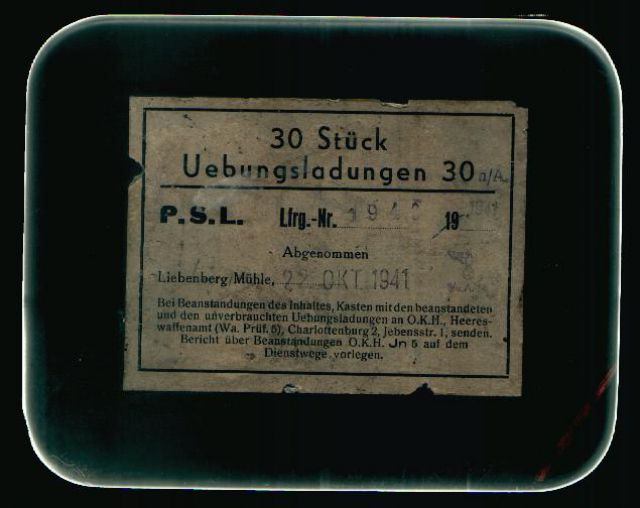 30 Stück
Uebungsladungen 30 a/A.
P.S.L. Lfrg.-Nr. 1945 19 1941
Abgenommen
Liebenberg/Mühle, 22. OKT. 1941
Bei Beanstandungen des Inhaltes, Kasten mit den beanstandeten
und den unverbrauchten Uebungsladungen an O.K.H., Heeres-
waffenamt (Wa. Prüf. 5), Charlottenburg 2, Jebensstr. 1, senden.
Bericht über Beanstandungen O.K.H. Jn 5 auf dem
Dienstwege vorlegen.